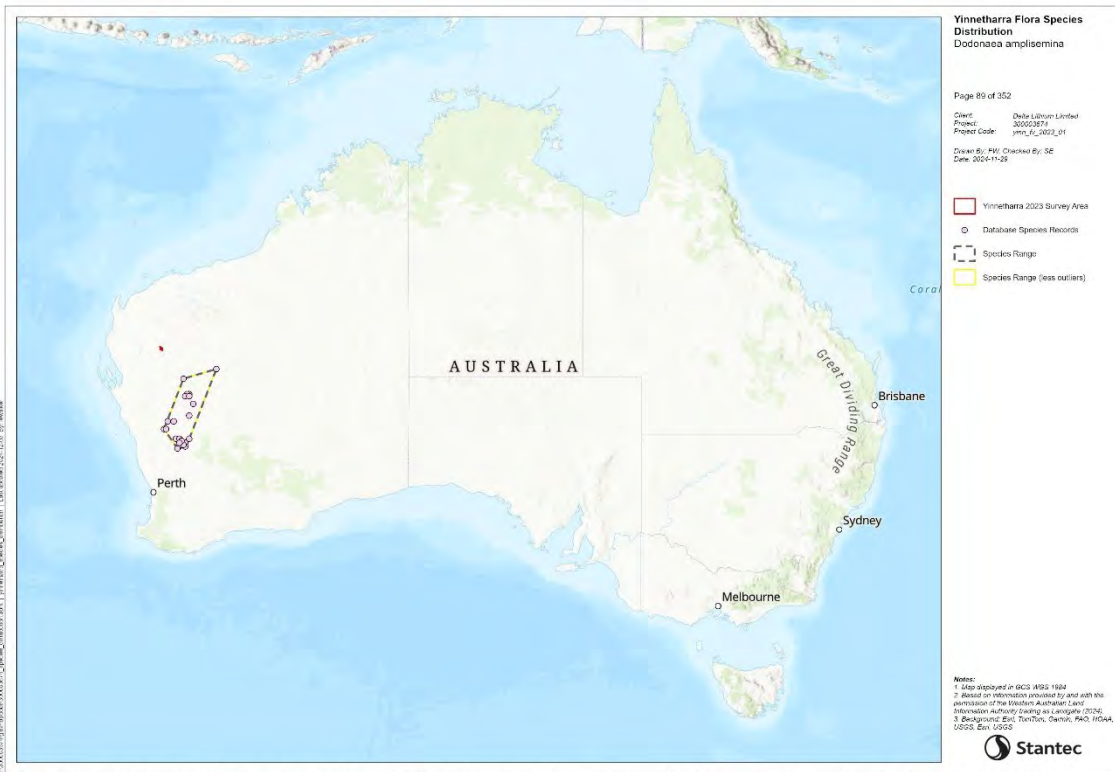 Yinnetharra Flora Species
Distribution
Dodonaea amplisemina
Page 89 of 352
Client: Delta Lithium Limited
Project: 300003674
Project Code: ynn_fv_2023_01
Drawn By: FW, Checked By: SE
Date: 2024-11-29
Yinnetharra 2023 Survey Area
Database Species Records
Species Range
Species Range (less outliers)
Coral
AUSTRALIA
Great Dividing Range
Brisbane
Perth
Sydney
Melbourne
Notes:
1. Map displayed in GCS WGS 1984
2. Based on information provided by and with the
permission of the Western Australian Land
Information Authority trading as Landgate (2024).
3. Background: Esri, TomTom, Garmin, FAO, NOAA,
USGS, Esri, USGS
Stantec